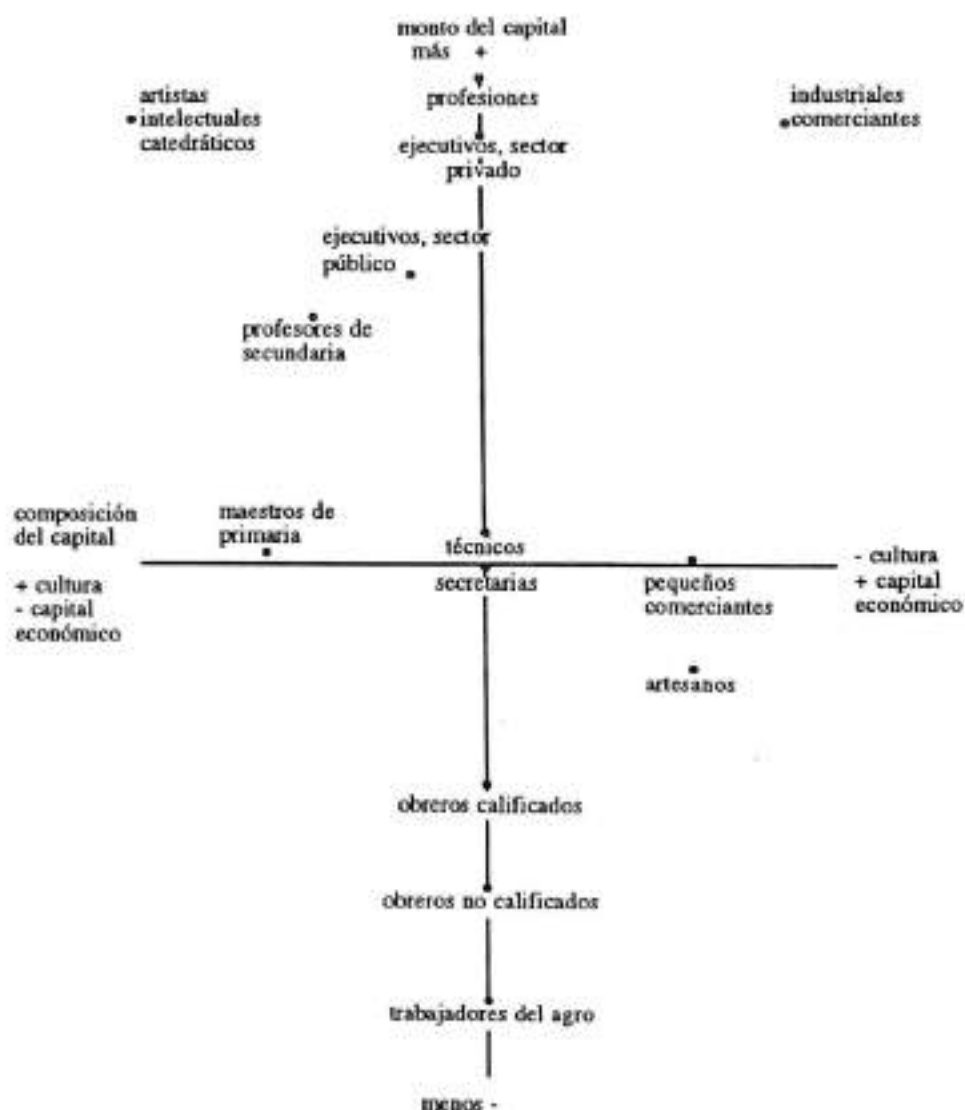 monto del capital
más +
profesiones
artistas
intelectuales
catedráticos
industriales
comerciantes
ejecutivos, sector
privado
ejecutivos, sector
público
profesores de
secundaria
composición
del capital
maestros de
primaria
técnicos
secretarias
- cultura
+ capital
económico
+ cultura
- capital
económico
pequeños
comerciantes
artesanos
obreros calificados
obreros no calificados
trabajadores del agro
menos -